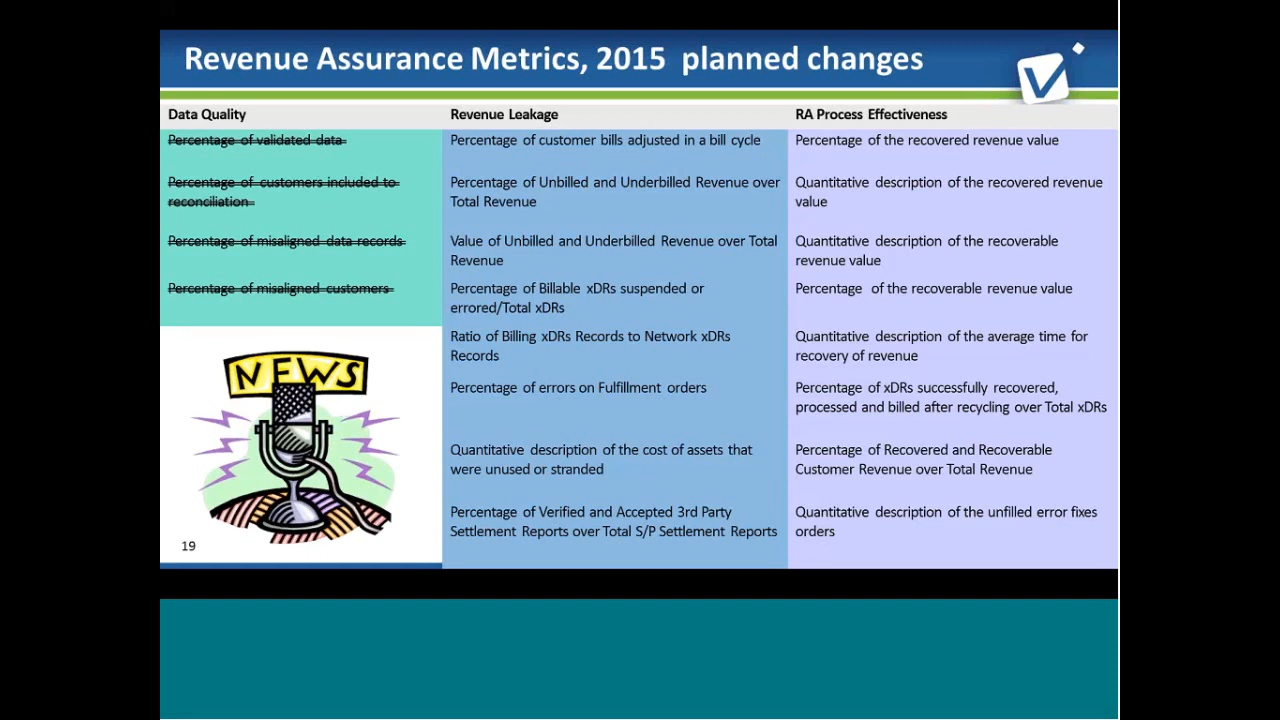 Revenue Assurance Metrics, 2015 planned changes
Data Quality
Percentage of validated data
Percentage of customers included to
reconciliation
Percentage of misaligned data records
Percentage of misaligned customers
NEWS
19
Revenue Leakage
Percentage of customer bills adjusted in a bill cycle
Percentage of Unbilled and Underbilled Revenue over
Total Revenue
Value of Unbilled and Underbilled Revenue over Total
Revenue
Percentage of Billable xDRs suspended or
errored/Total xDRs
Ratio of Billing xDRs Records to Network xDRs
Records
Percentage of errors on Fulfillment orders
Quantitative description of the cost of assets that
were unused or stranded
Percentage of Verified and Accepted 3rd Party
Settlement Reports over Total S/P Settlement Reports
RA Process Effectiveness
Percentage of the recovered revenue value
Quantitative description of the recovered revenue
value
Quantitative description of the recoverable
revenue value
Percentage of the recoverable revenue value
Quantitative description of the average time for
recovery of revenue
Percentage of xDRs successfully recovered,
processed and billed after recycling over Total xDRs
Percentage of Recovered and Recoverable
Customer Revenue over Total Revenue
Quantitative description of the unfilled error fixes
orders